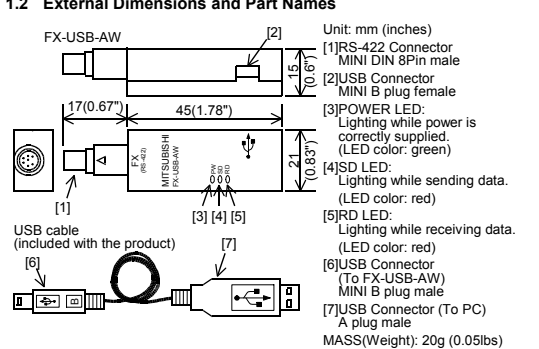 1.2 External Dimensions and Part Names
FX-USB-AW
[2]
15
(0.6")
17(0.67")
45(1.78")
FX
(RS-422)
MITSUBISHI
FX-USB-AW
PW
SD
RD
21
(0.83")
[1]
[3] [4] [5]
USB cable
(included with the product)
[6]
[7]
B
Unit: mm (inches)
[1]RS-422 Connector
MINI DIN 8Pin male
[2]USB Connector
MINI B plug female
[3]POWER LED:
Lighting while power is
correctly supplied.
(LED color: green)
[4]SD LED:
Lighting while sending data.
(LED color: red)
[5]RD LED:
Lighting while receiving data.
(LED color: red)
[6]USB Connector
(To FX-USB-AW)
MINI B plug male
[7]USB Connector (To PC)
A plug male
MASS(Weight): 20g (0.05lbs)